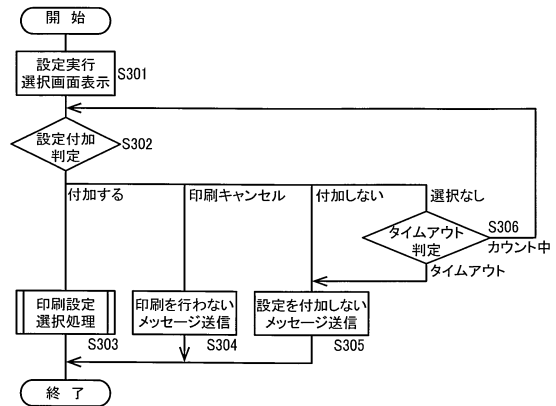 開 始
設定実行
選択画面表示
S301
設定付加
判定
S302
付加する
印刷キャンセル
付加しない
選択なし
S306
タイムアウト
判定
カウント中
タイムアウト
印刷設定
選択処理
S303
印刷を行わない
メッセージ送信
S304
設定を付加しない
メッセージ送信
S305
終 了